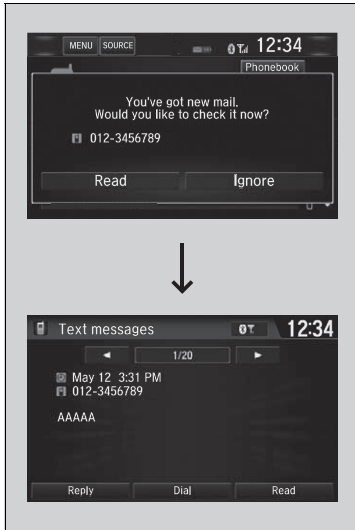 MENU SOURCE 12:34
Phonebook
You've got new mail.
Would you like to check it now?
012-3456789
Read Ignore
Text messages 12:34
1/20
May 12 3:31 PM
012-3456789
AAAAA
Reply Dial Read